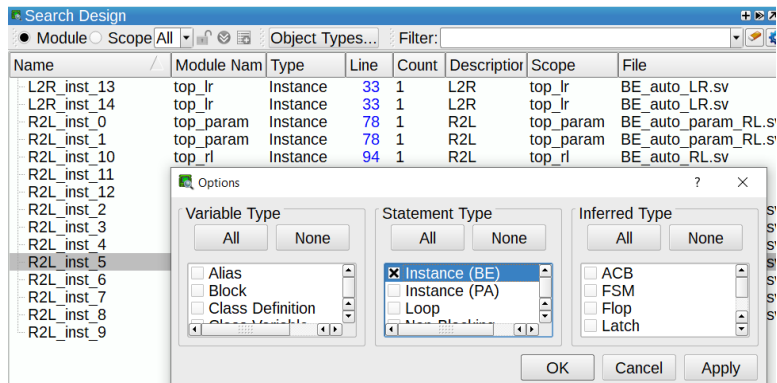 Search Design
Module Scope All Object Types... Filter:
Name Module Nam Type Line Count Description Scope File
L2R_inst_13 top_lr Instance 33 1 L2R top_lr BE_auto_LR.sv
L2R_inst_14 top_lr Instance 33 1 L2R top_lr BE_auto_LR.sv
R2L_inst_0 top_param Instance 78 1 R2L top_param BE_auto_param_RL.sv
R2L_inst_1 top_param Instance 78 1 R2L top_param BE_auto_param_RL.sv
R2L_inst_10 top_rl Instance 94 1 R2L top_rl BE_auto_RL.sv
R2L_inst_11
R2L_inst_12
R2L_inst_2
R2L_inst_3
R2L_inst_4
R2L_inst_5
R2L_inst_6
R2L_inst_7
R2L_inst_8
R2L_inst_9
Options
Variable Type Statement Type Inferred Type
All None All None All None
Alias Instance (BE) ACB
Block Instance (PA) FSM
Class Definition Loop Flop
Class Variable Non Blocking Latch
OK Cancel Apply